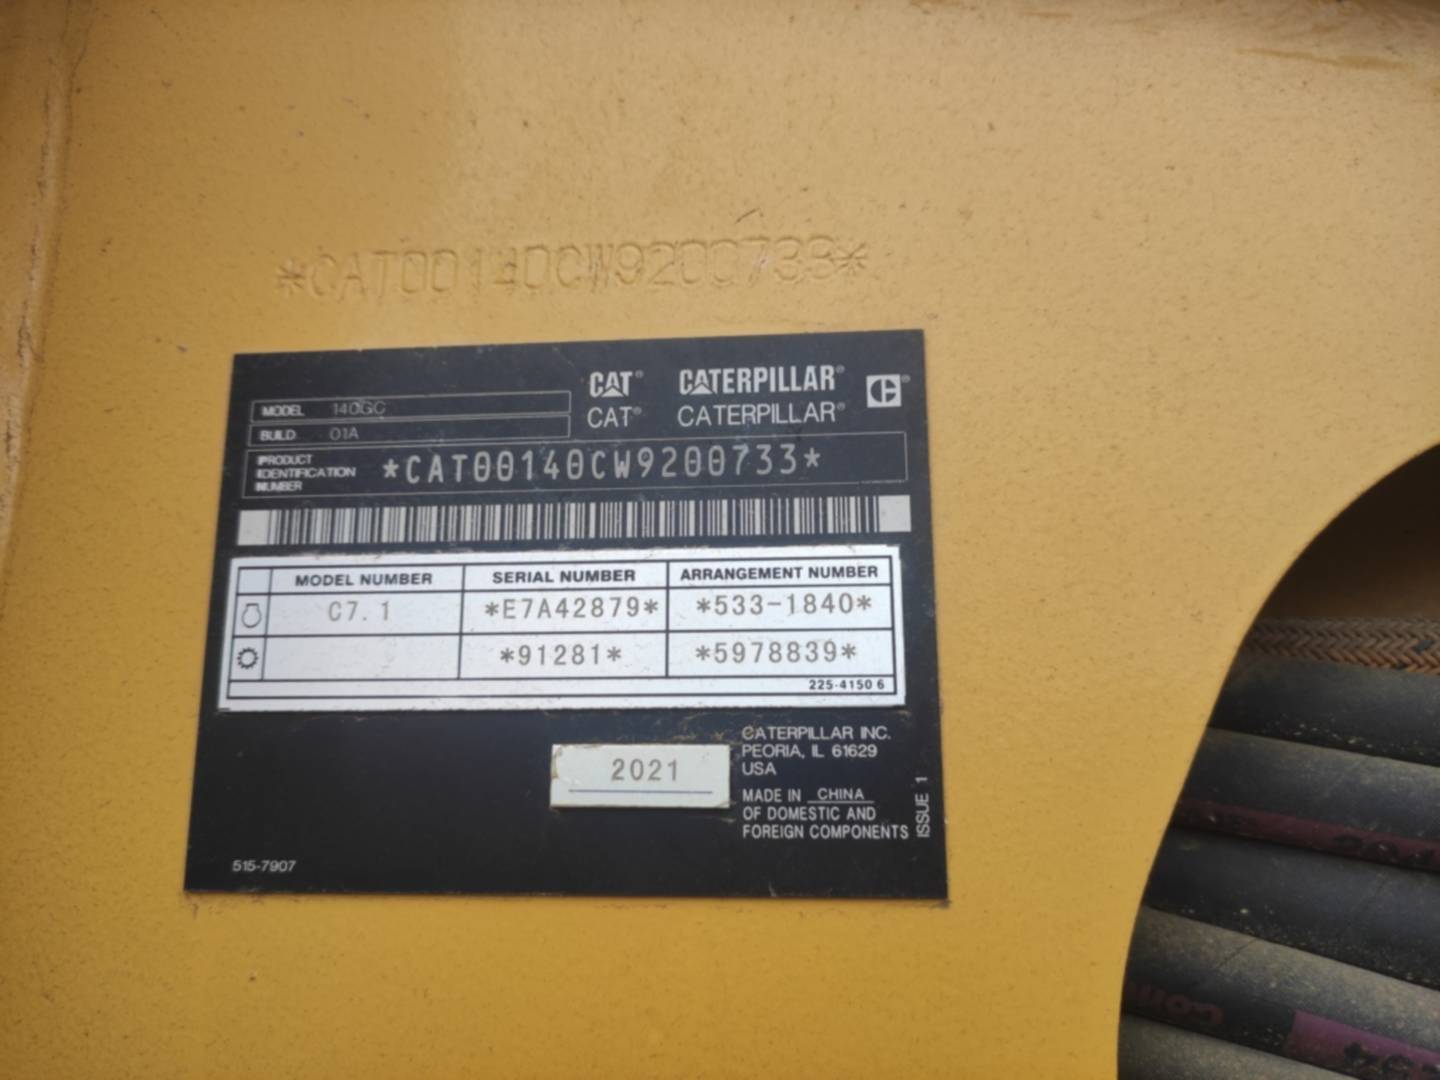 *CAT00140CW9200733*
CAT® CATERPILLAR®
MODEL 140GC
CAT® CATERPILLAR®
BUILD 01A
PRODUCT IDENTIFICATION NUMBER *CAT00140CW9200733*
MODEL NUMBER SERIAL NUMBER ARRANGEMENT NUMBER
C7.1 *E7A42879* *533-1840*
*91281* *5978839*
225-4150 6
CATERPILLAR INC.
PEORIA, IL 61629
USA
2021
MADE IN CHINA
OF DOMESTIC AND
FOREIGN COMPONENTS
ISSUE 1
515-7907